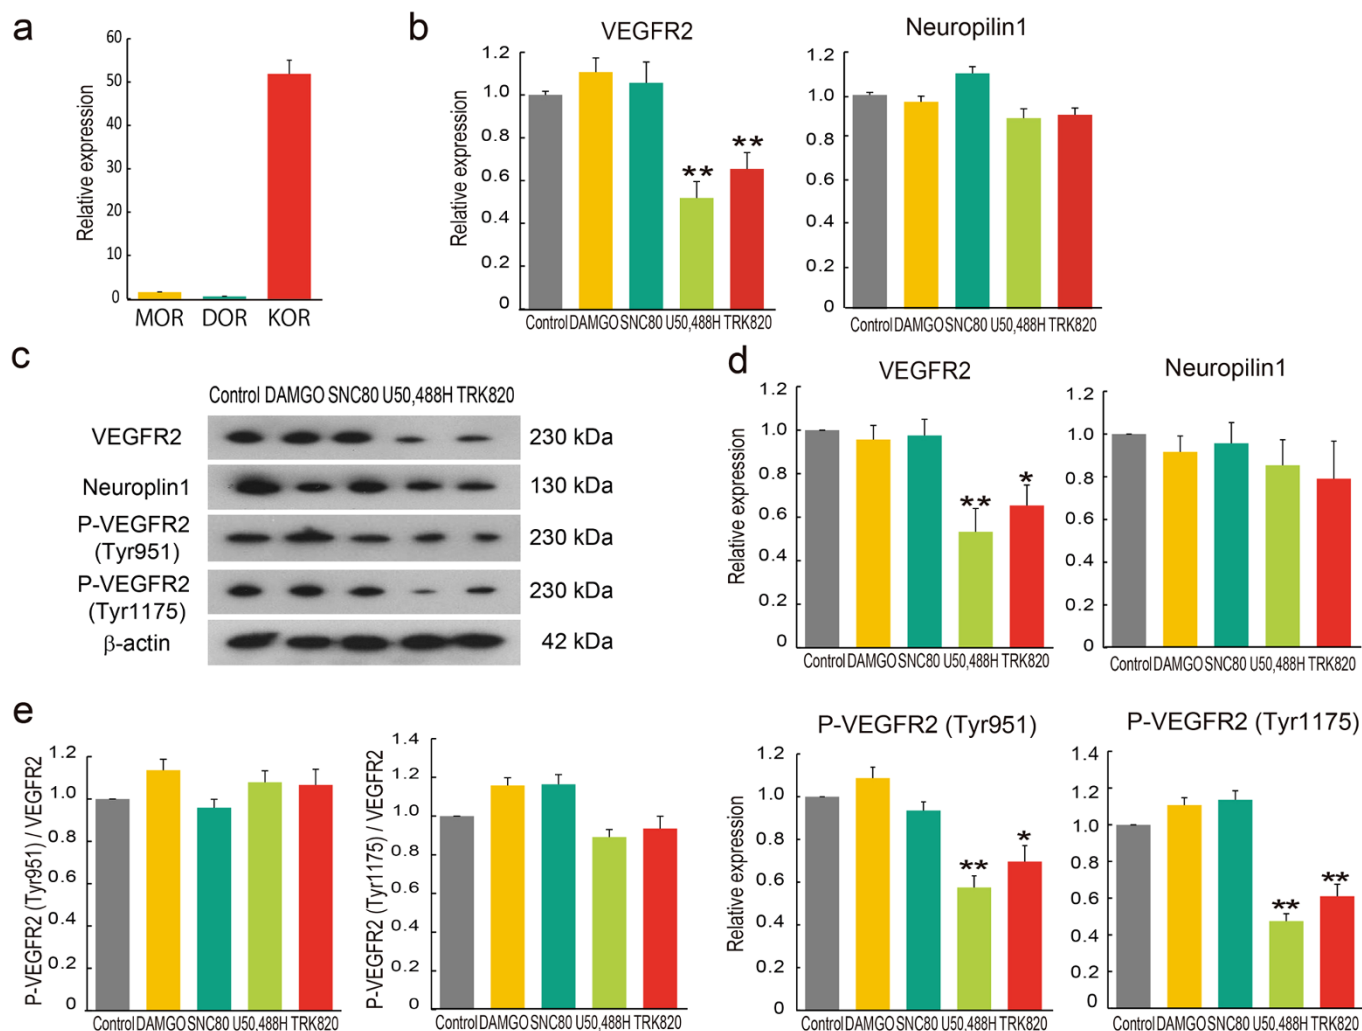 a
60
50
40
30
20
10
0
Relative expression
MOR DOR KOR
b
VEGFR2
1.2
1.0
0.8
0.6
0.4
0.2
0
Relative expression
** **
Control DAMGO SNC80 U50,488H TRK820
Neuropilin1
1.2
1.0
0.8
0.6
0.4
0.2
0
Control DAMGO SNC80 U50,488H TRK820
c
Control DAMGO SNC80 U50,488H TRK820
VEGFR2 230 kDa
Neuroplin1 130 kDa
P-VEGFR2
(Tyr951) 230 kDa
P-VEGFR2
(Tyr1175) 230 kDa
β-actin 42 kDa
d
VEGFR2
1.2
1.0
0.8
0.6
0.4
0.2
0
Relative expression
** *
Control DAMGO SNC80 U50,488H TRK820
Neuropilin1
1.2
1.0
0.8
0.6
0.4
0.2
0
Control DAMGO SNC80 U50,488H TRK820
P-VEGFR2 (Tyr951)
1.2
1.0
0.8
0.6
0.4
0.2
0
Relative expression
** *
Control DAMGO SNC80 U50,488H TRK820
P-VEGFR2 (Tyr1175)
1.4
1.2
1.0
0.8
0.6
0.4
0.2
0
** **
Control DAMGO SNC80 U50,488H TRK820
e
1.2
1.0
0.8
0.6
0.4
0.2
0
P-VEGFR2 (Tyr951) / VEGFR2
Control DAMGO SNC80 U50,488H TRK820
1.4
1.2
1.0
0.8
0.6
0.4
0.2
0
P-VEGFR2 (Tyr1175) / VEGFR2
Control DAMGO SNC80 U50,488H TRK820